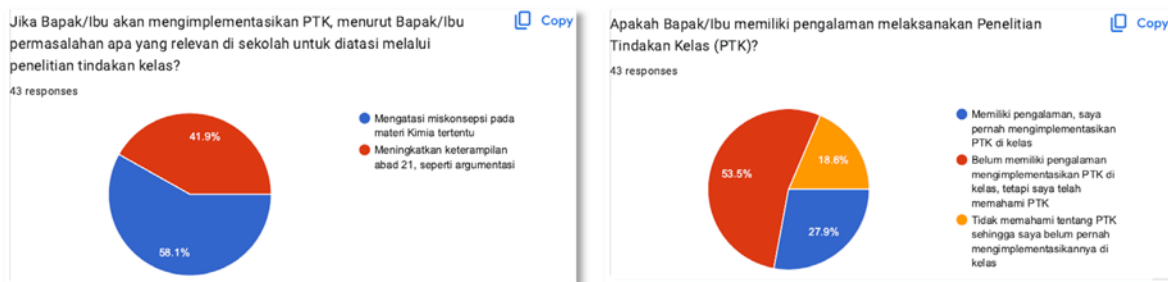 Jika Bapak/Ibu akan mengimplementasikan PTK, menurut Bapak/Ibu
permasalahan apa yang relevan di sekolah untuk diatasi melalui
penelitian tindakan kelas?
Copy
43 responses
41.9%
58.1%
Mengatasi miskonsepsi pada
materi Kimia tertentu
Meningkatkan keterampilan
abad 21, seperti argumentasi
Apakah Bapak/Ibu memiliki pengalaman melaksanakan Penelitian
Tindakan Kelas (PTK)?
Copy
43 responses
53.5%
18.6%
27.9%
Memiliki pengalaman, saya
pernah mengimplementasikan
PTK di kelas
Belum memiliki pengalaman
mengimplementasikan PTK di
kelas, tetapi saya telah
memahami PTK
Tidak memahami tentang PTK
sehingga saya belum pernah
mengimplementasikannya di
kelas